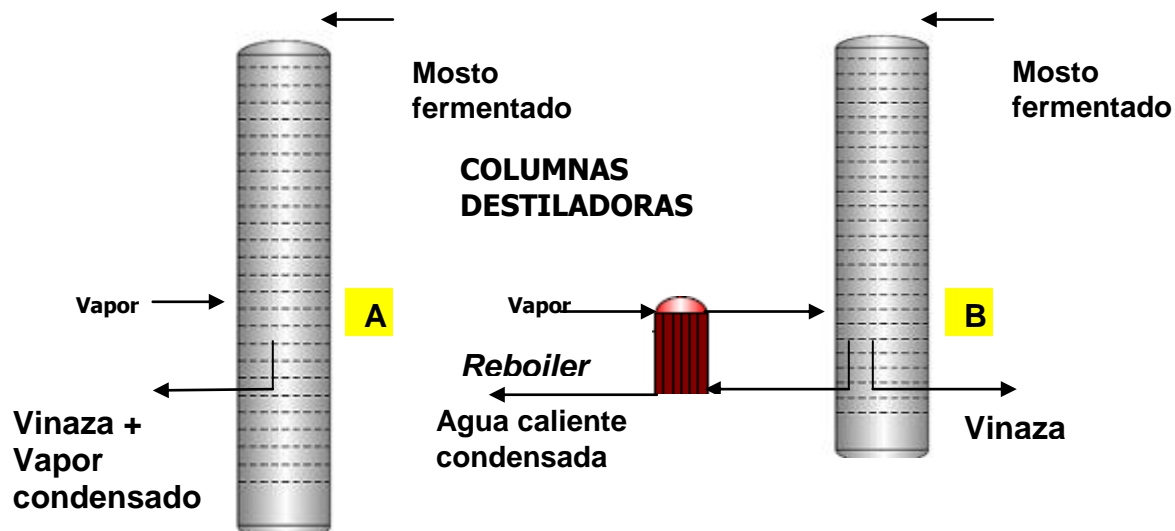 Mosto
fermentado
COLUMNAS
DESTILADORAS
Vapor
A
Vinaza +
Vapor
condensado
Vapor
Reboiler
Agua caliente
condensada
Mosto
fermentado
B
Vinaza